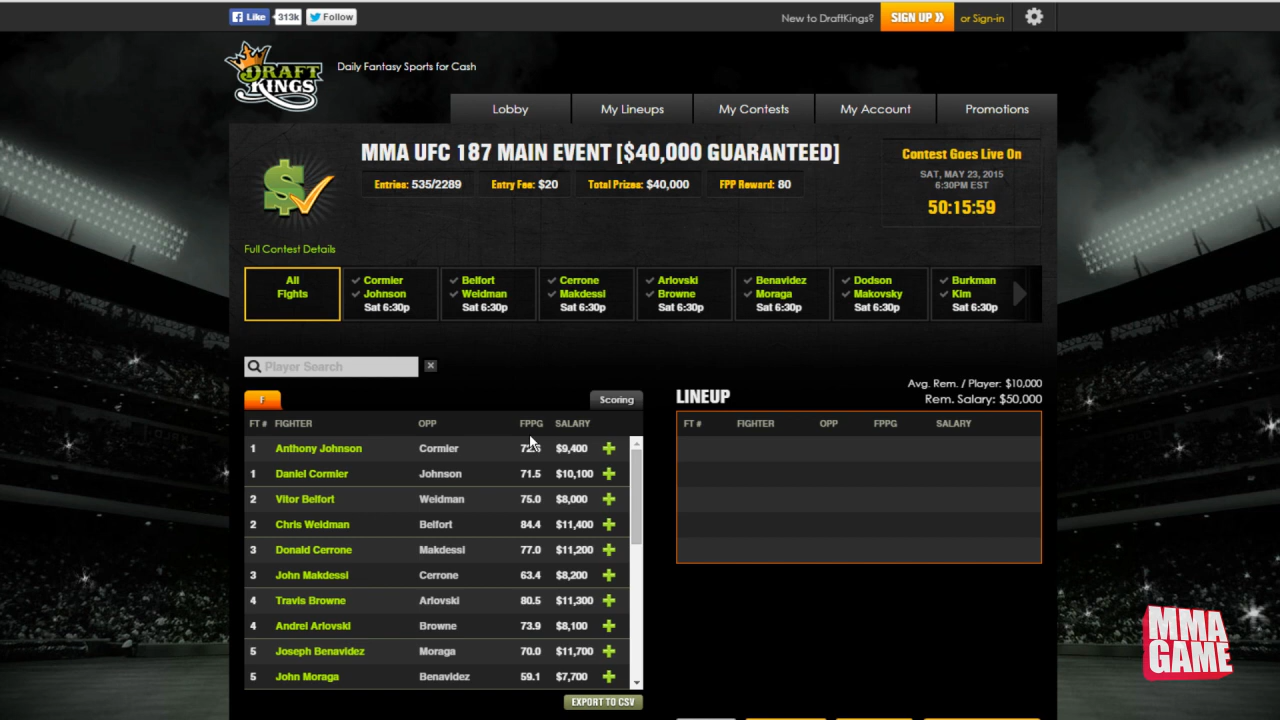 Like 313k Follow
New to DraftKings? SIGN UP » or Sign-in
DRAFT KINGS
Daily Fantasy Sports for Cash
Lobby My Lineups My Contests My Account Promotions
MMA UFC 187 MAIN EVENT [$40,000 GUARANTEED]
Entries: 535/2289 Entry Fee: $20 Total Prizes: $40,000 FPP Reward: 80
Contest Goes Live On
SAT, MAY 23, 2015
6:30PM EST
50:15:59
Full Contest Details
All Fights
Cormier
Johnson
Sat 6:30p
Belfort
Weidman
Sat 6:30p
Cerrone
Makdessi
Sat 6:30p
Arlovski
Browne
Sat 6:30p
Benavidez
Moraga
Sat 6:30p
Dodson
Makovsky
Sat 6:30p
Burkman
Kim
Sat 6:30p
Player Search
F Scoring
FT # FIGHTER OPP FPPG SALARY
1 Anthony Johnson Cormier $9,400
1 Daniel Cormier Johnson 71.5 $10,100
2 Vitor Belfort Weidman 75.0 $8,000
2 Chris Weidman Belfort 84.4 $11,400
3 Donald Cerrone Makdessi 77.0 $11,200
3 John Makdessi Cerrone 63.4 $8,200
4 Travis Browne Arlovski 80.5 $11,300
4 Andrei Arlovski Browne 73.9 $8,100
5 Joseph Benavidez Moraga 70.0 $11,700
5 John Moraga Benavidez 59.1 $7,700
EXPORT TO CSV
LINEUP
Avg. Rem. / Player: $10,000
Rem. Salary: $50,000
FT # FIGHTER OPP FPPG SALARY
MMA GAME